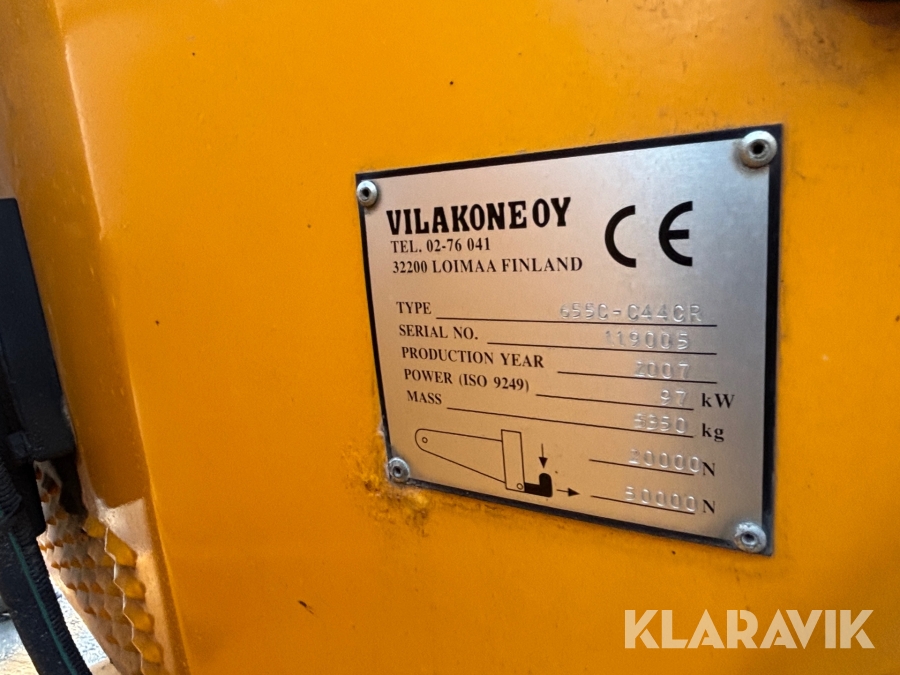 VILAKONE OY
TEL. 02-76 041
32200 LOIMAA FINLAND
CE
TYPE 655C-C44CR
SERIAL NO. 119005
PRODUCTION YEAR 2007
POWER (ISO 9249) 97 kW
MASS kg
20000 N
N
KLARAVIK